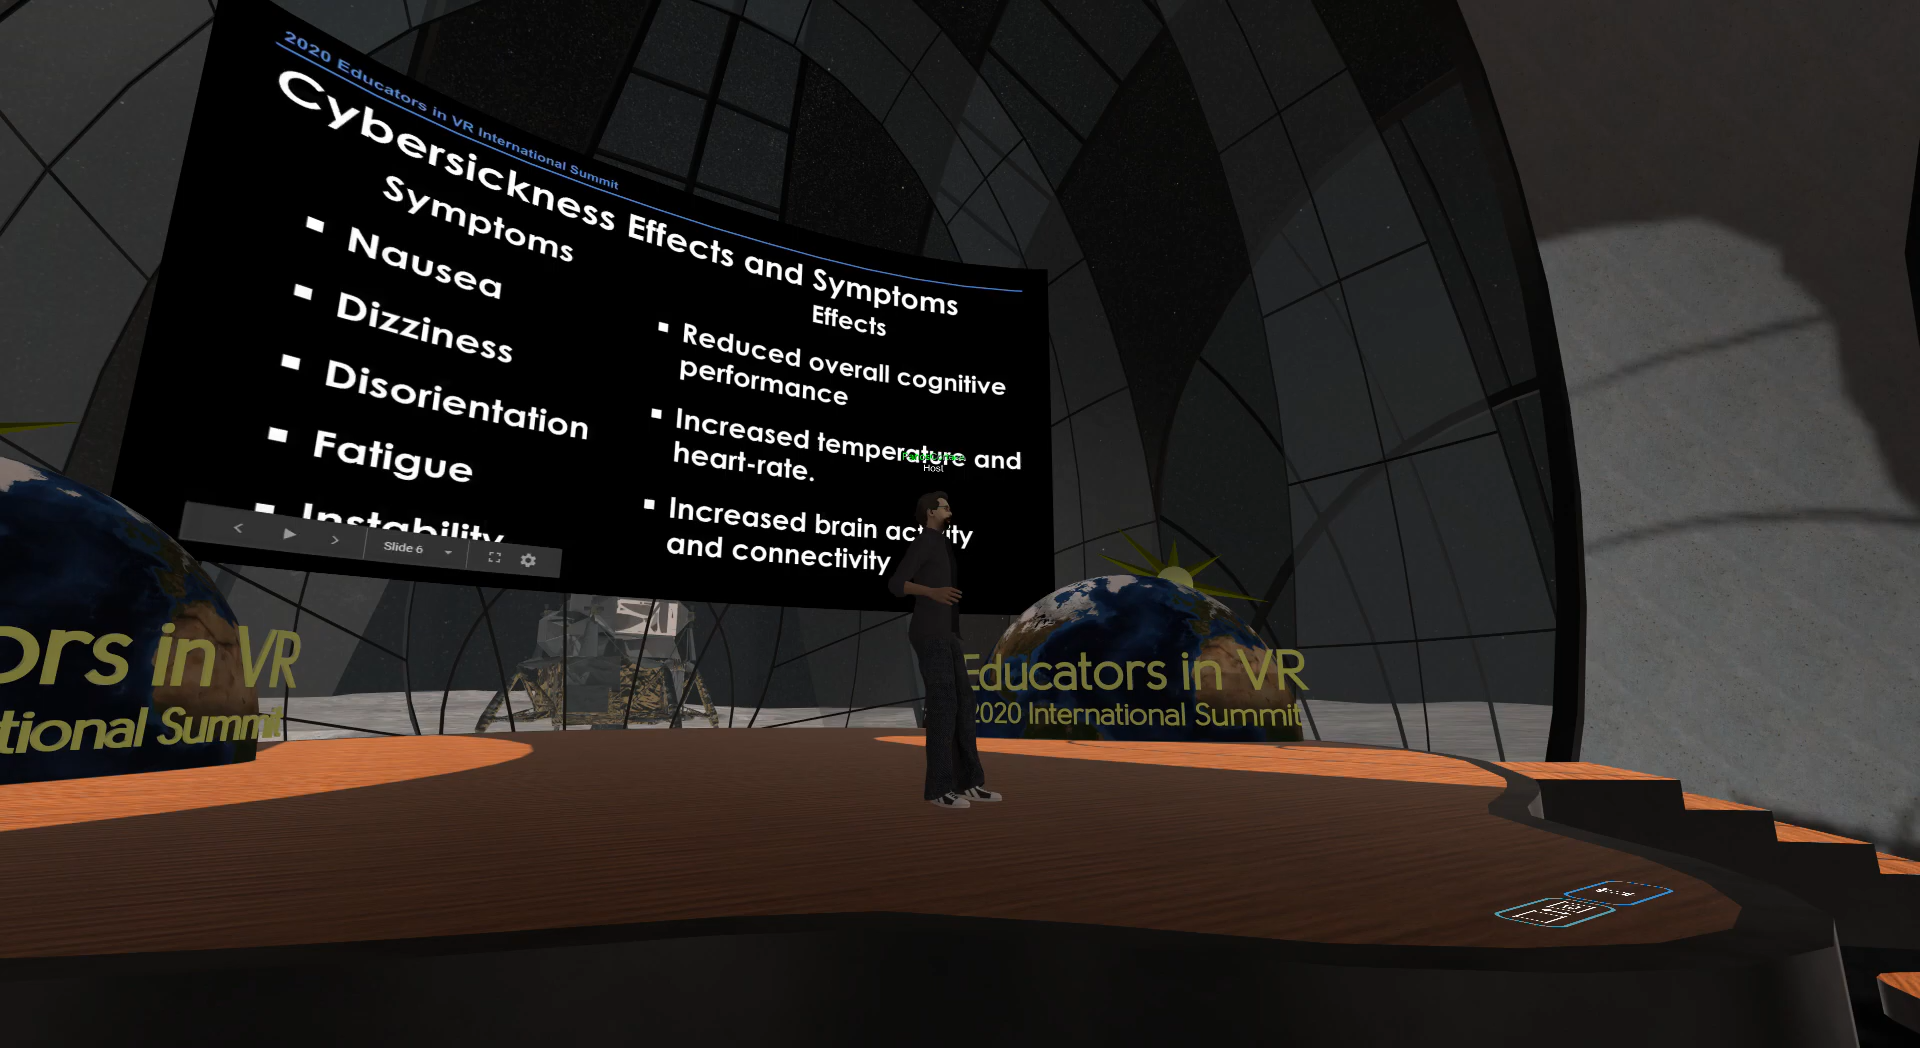 2020 Educators in VR International Summit
Cybersickness Effects and Symptoms
Symptoms
Nausea
Dizziness
Disorientation
Fatigue
Instability
Effects
Reduced overall cognitive
performance
Increased temperature and
heart-rate.
Increased brain activity
and connectivity
Host
Slide 6
ors in VR
tional Summit
Educators in VR
2020 International Summit